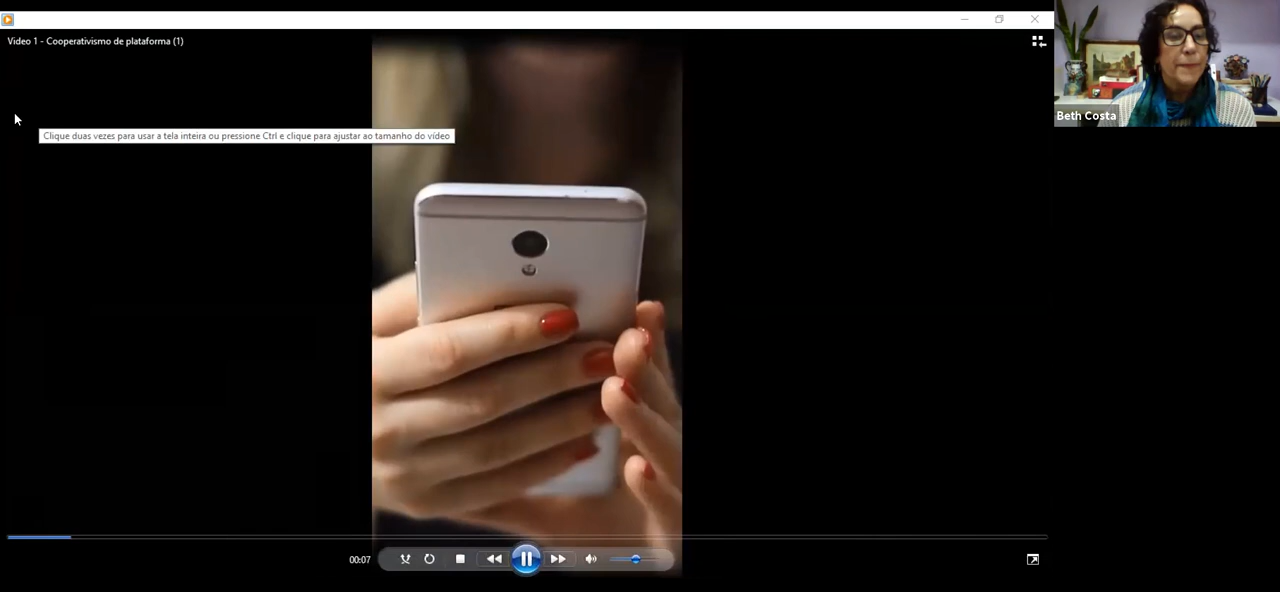 Video 1 - Cooperativismo de plataforma (1)
Clique duas vezes para usar a tela inteira ou pressione Ctrl e clique para ajustar ao tamanho do vídeo
Beth Costa
00:07